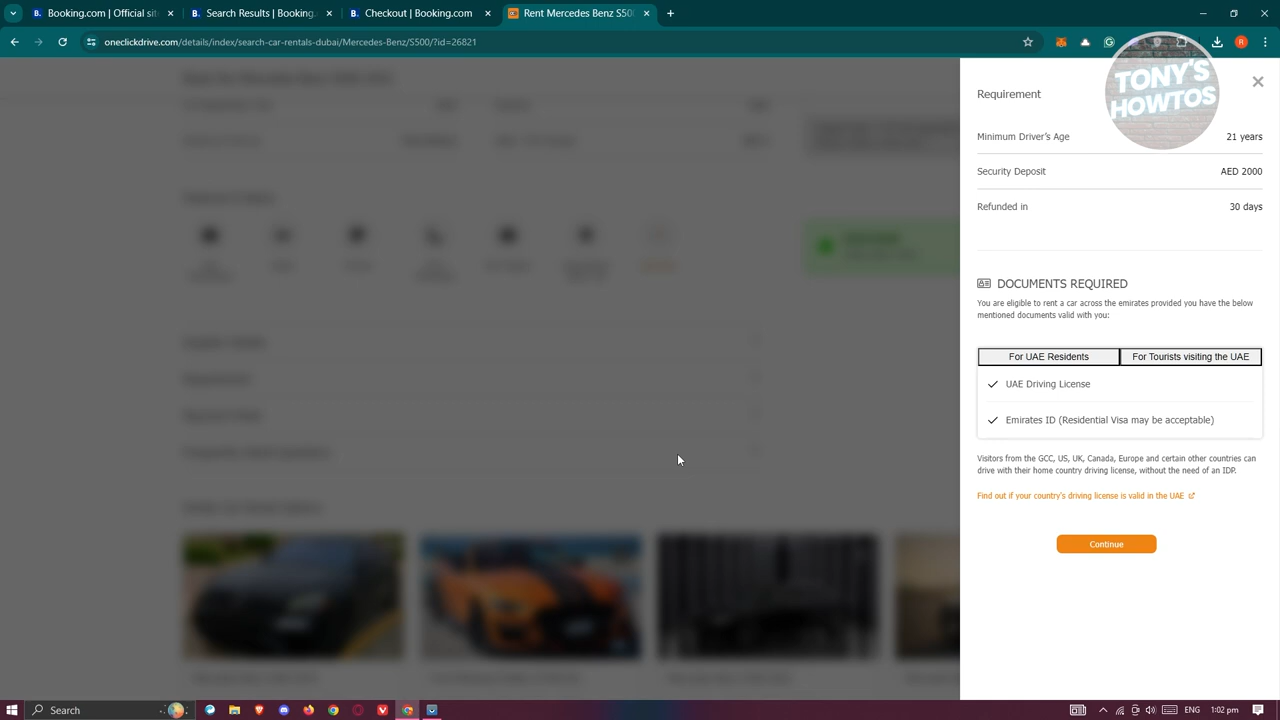 Booking.com | Official sit
Search Results | Booking.
Checkout | Booking.com
Rent Mercedes Benz S50
oneclickdrive.com/details/index/search-car-rentals-dubai/Mercedes-Benz/S500/?id=26821
TONY'S
HOWTOS
Requirement
Minimum Driver's Age 21 years
Security Deposit AED 2000
Refunded in 30 days
DOCUMENTS REQUIRED
You are eligible to rent a car across the emirates provided you have the below
mentioned documents valid with you:
For UAE Residents For Tourists visiting the UAE
UAE Driving License
Emirates ID (Residential Visa may be acceptable)
Visitors from the GCC, US, UK, Canada, Europe and certain other countries can
drive with their home country driving license, without the need of an IDP.
Find out if your country's driving license is valid in the UAE
Continue
Search
ENG
1:02 pm